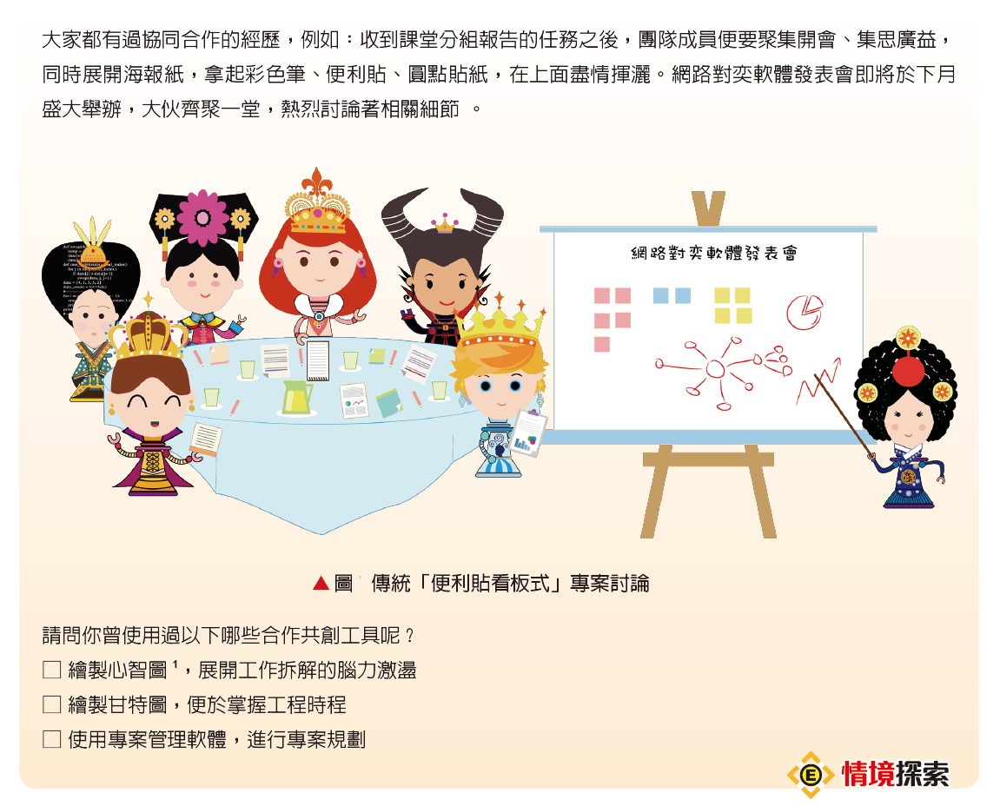 大家都有過協同合作的經歷，例如：收到課堂分組報告的任務之後，團隊成員便要聚集開會、集思廣益，
同時展開海報紙，拿起彩色筆、便利貼、圓點貼紙，在上面盡情揮灑。網路對奕軟體發表會即將於下月
盛大舉辦，大伙齊聚一堂，熱烈討論著相關細節 。
網路對奕軟體發表會
▲圖 傳統「便利貼看板式」專案討論
請問你曾使用過以下哪些合作共創工具呢？
□ 繪製心智圖¹，展開工作拆解的腦力激盪
□ 繪製甘特圖，便於掌握工程時程
□ 使用專案管理軟體，進行專案規劃
E 情境探索